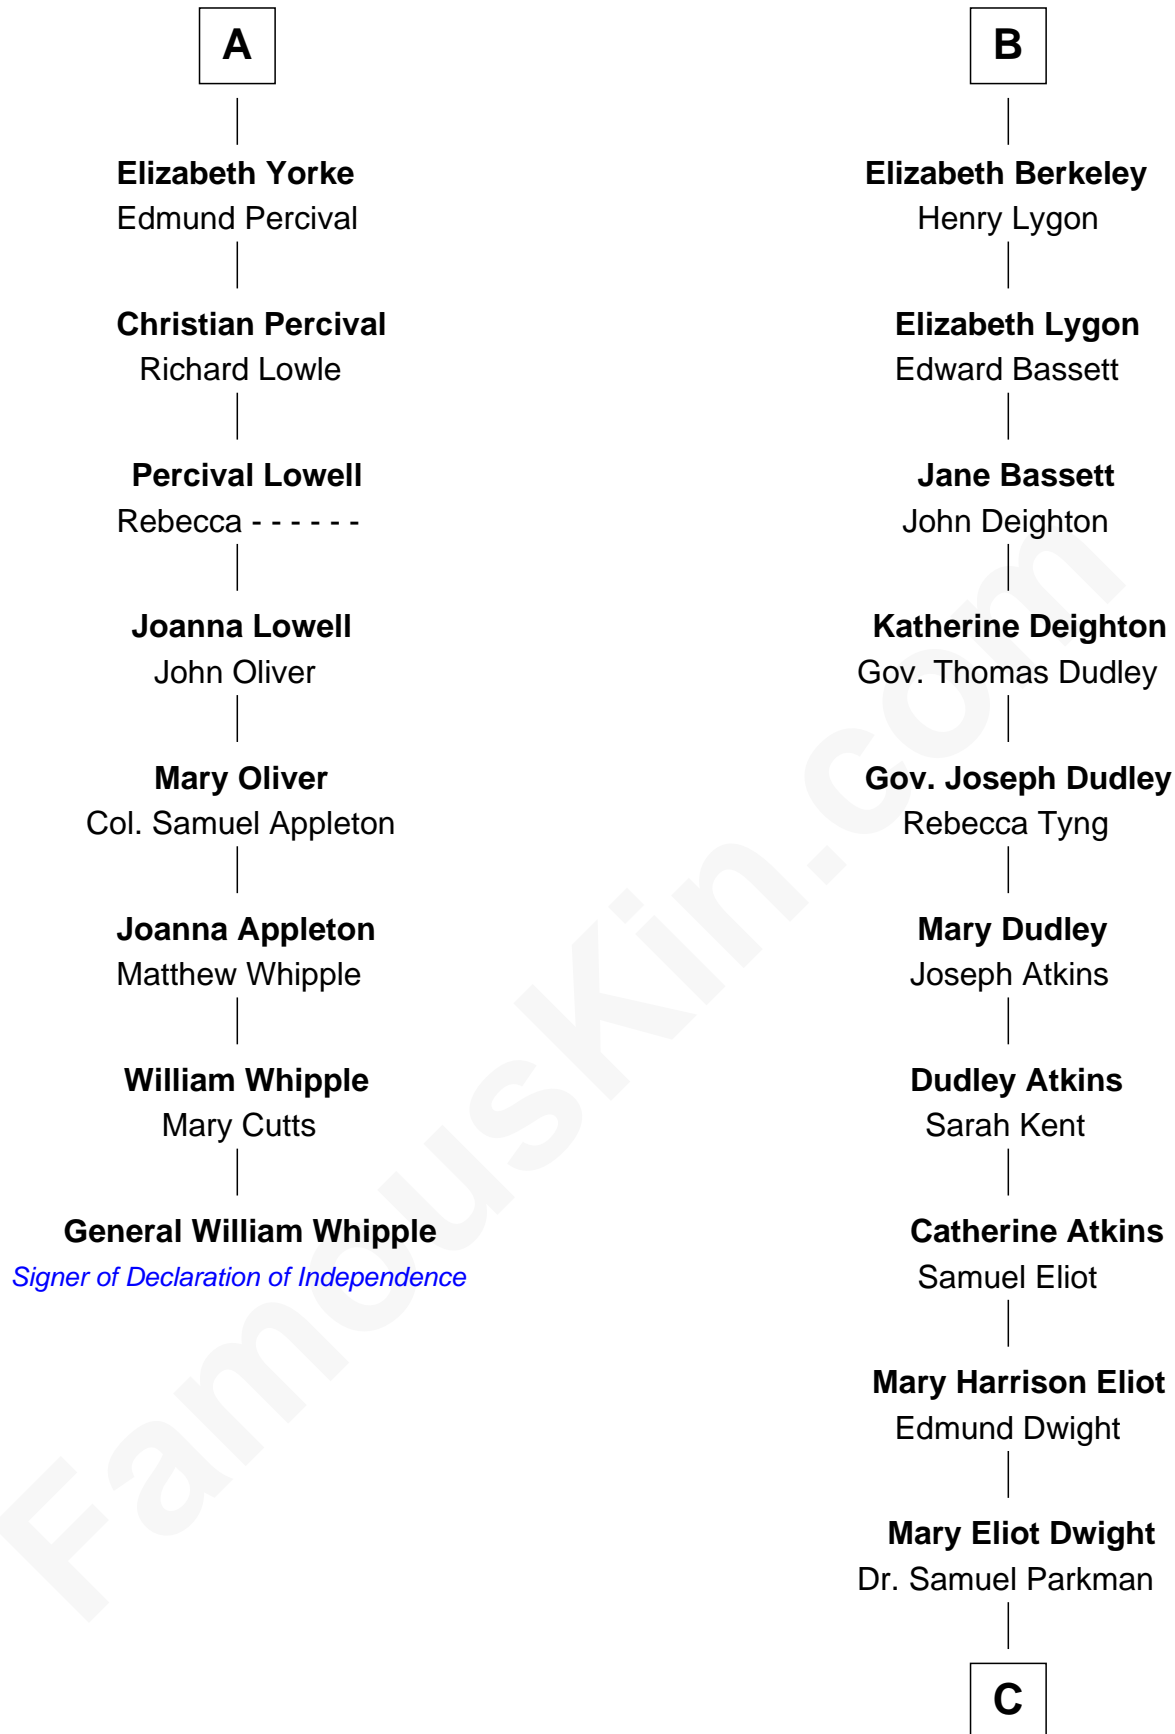 A
Elizabeth Yorke
Edmund Percival
Christian Percival
Richard Lowle
Percival Lowell
Rebecca - - - - - -
Joanna Lowell
John Oliver
Mary Oliver
Col. Samuel Appleton
Joanna Appleton
Matthew Whipple
William Whipple
Mary Cutts
General William Whipple
Signer of Declaration of Independence
B
Elizabeth Berkeley
Henry Lygon
Elizabeth Lygon
Edward Bassett
Jane Bassett
John Deighton
Katherine Deighton
Gov. Thomas Dudley
Gov. Joseph Dudley
Rebecca Tyng
Mary Dudley
Joseph Atkins
Dudley Atkins
Sarah Kent
Catherine Atkins
Samuel Eliot
Mary Harrison Eliot
Edmund Dwight
Mary Eliot Dwight
Dr. Samuel Parkman
C
FamousKin.com